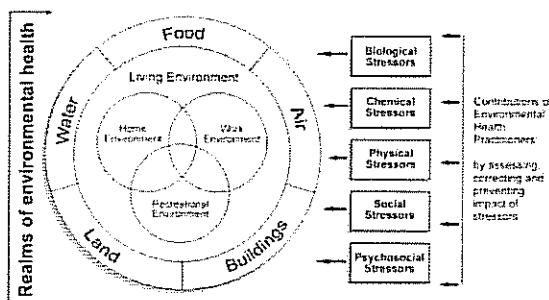 Realms of environmental health
Food
Water
Air
Land
Buildings
Living Environment
Home
Environment
Work
Environment
Recreational
Environment
Biological
Stressors
Chemical
Stressors
Physical
Stressors
Social
Stressors
Psychosocial
Stressors
Contributions of
Environmental
Health
Practitioners:
by assessing,
correcting and
preventing
impact of
stressors